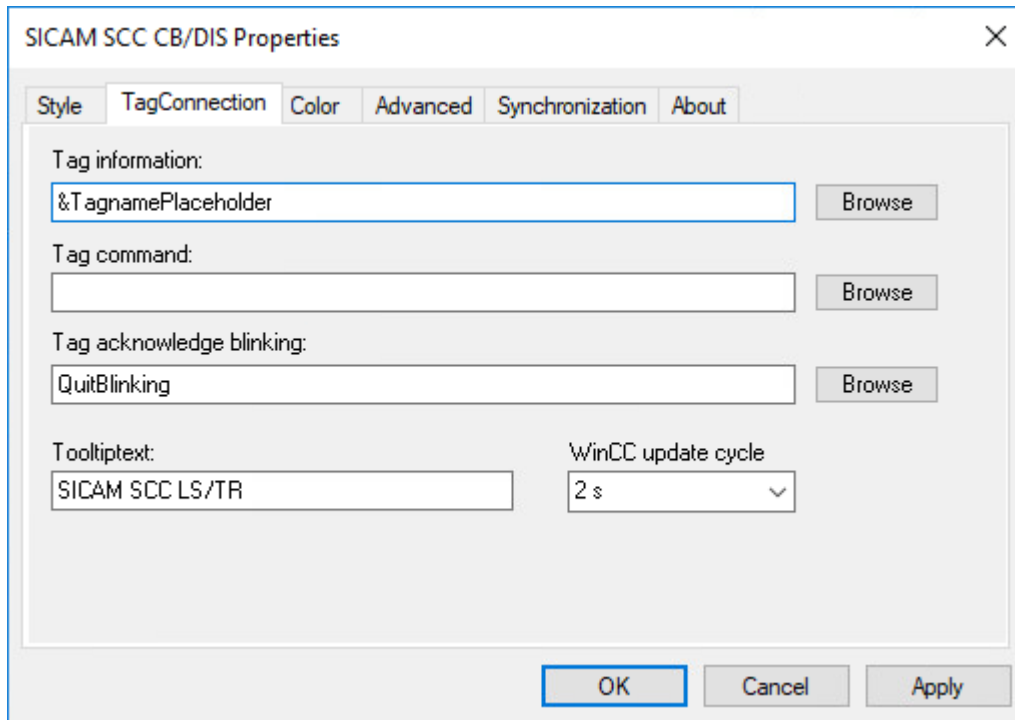 SICAM SCC CB/DIS Properties
Style TagConnection Color Advanced Synchronization About
Tag information:
&TagnamePlaceholder Browse
Tag command:
Browse
Tag acknowledge blinking:
QuitBlinking Browse
Tooltiptext: WinCC update cycle
SICAM SCC LS/TR 2 s
OK Cancel Apply